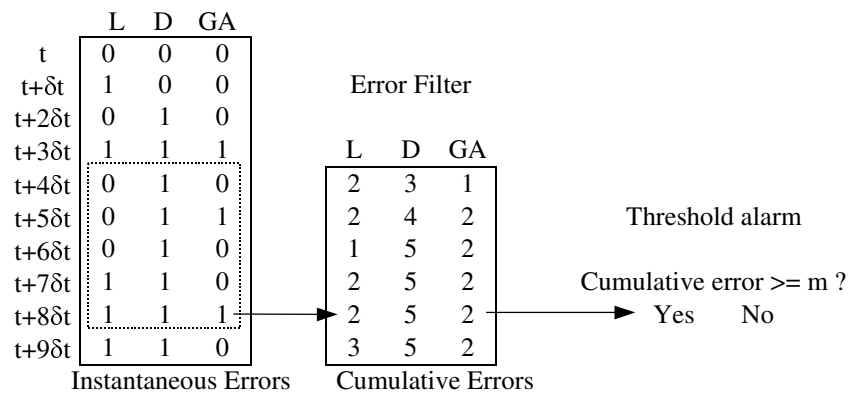 L D GA
t 0 0 0
t+δt 1 0 0
Error Filter
t+2δt 0 1 0
t+3δt 1 1 1
L D GA
t+4δt 0 1 0
2 3 1
t+5δt 0 1 1
2 4 2
Threshold alarm
t+6δt 0 1 0
1 5 2
t+7δt 1 1 0
2 5 2
Cumulative error >= m ?
t+8δt 1 1 1
2 5 2
Yes No
t+9δt 1 1 0
3 5 2
Instantaneous Errors
Cumulative Errors